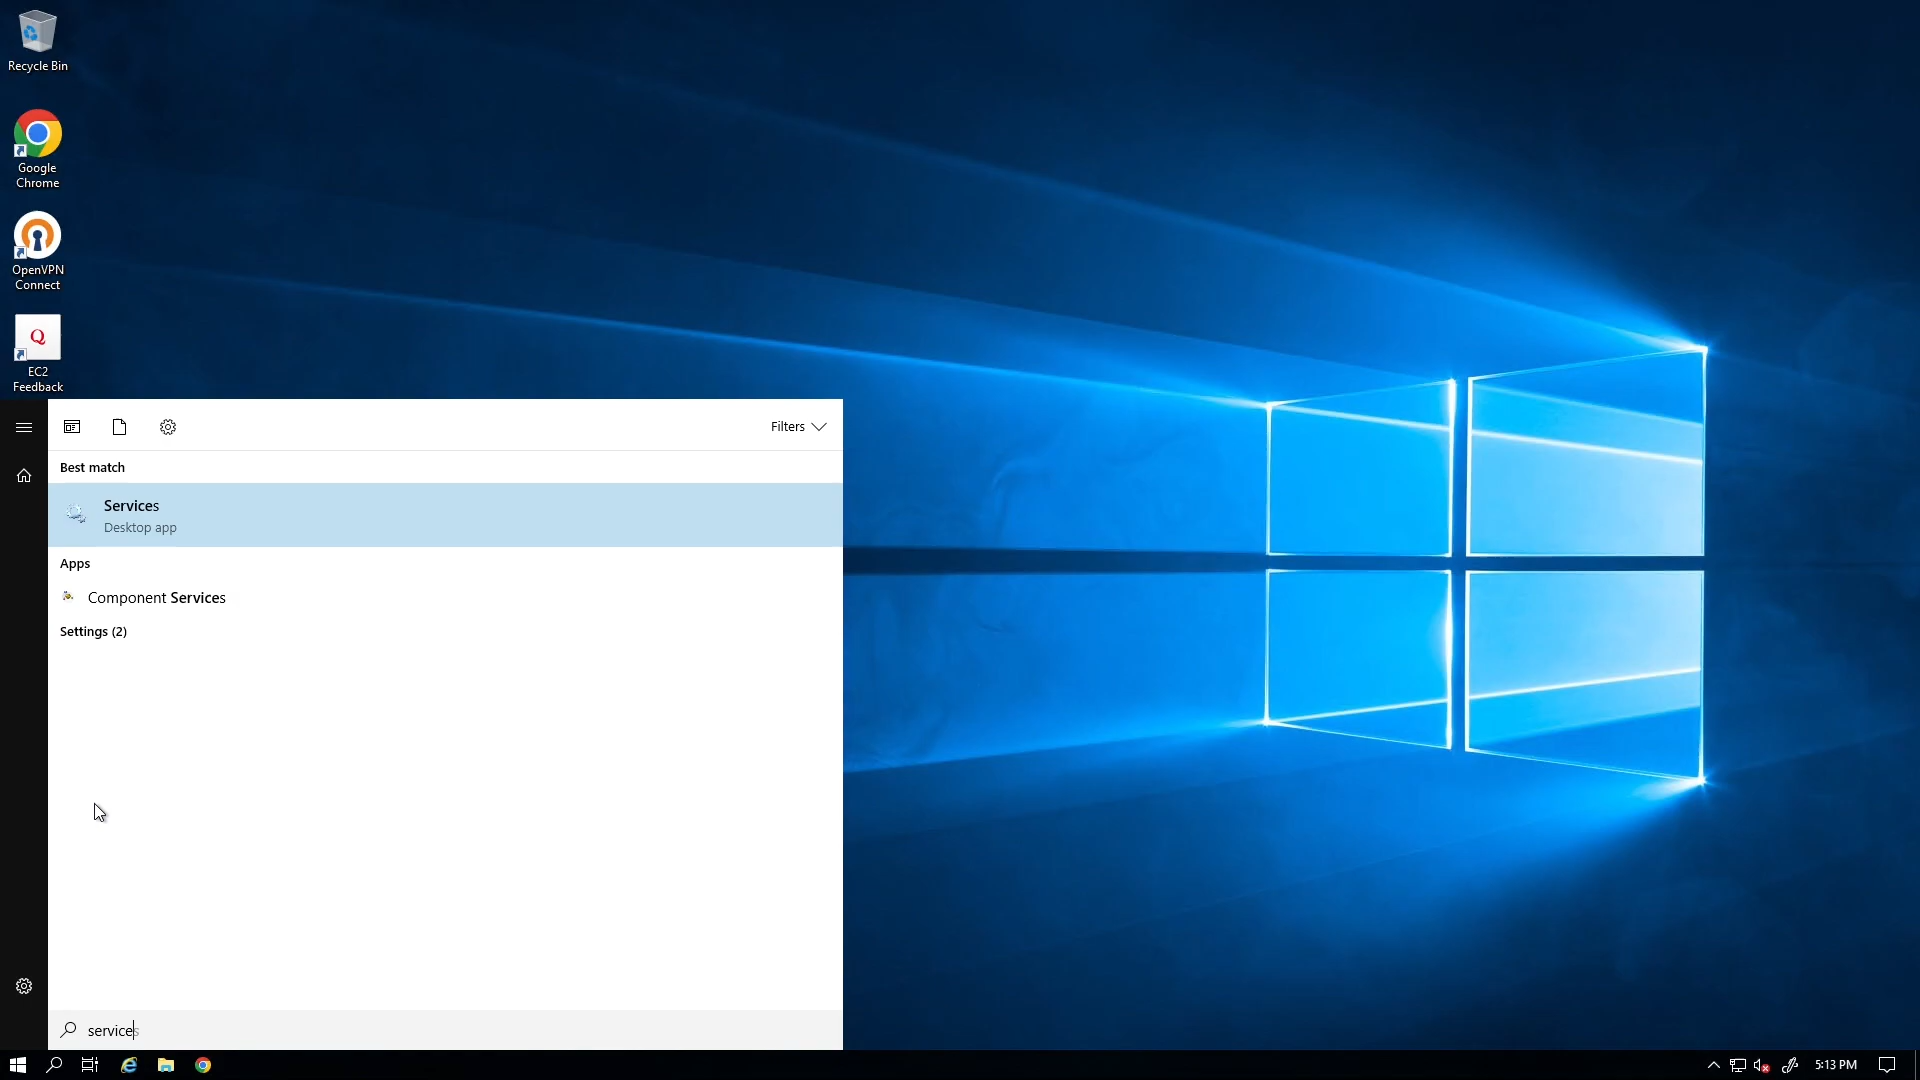 Recycle Bin
Google
Chrome
OpenVPN
Connect
Q
EC2
Feedback
Filters
Best match
Services
Desktop app
Apps
Component Services
Settings (2)
services
5:13 PM